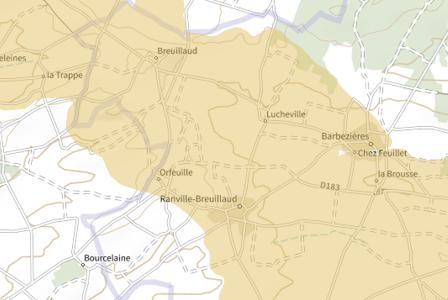 Breuillaud
eleines
la Trappe
Lucheville
Barbezières
Chez Feuillet
Orfeuille
la Brousse
D183
Ranville-Breuillaud
Bourcelaine